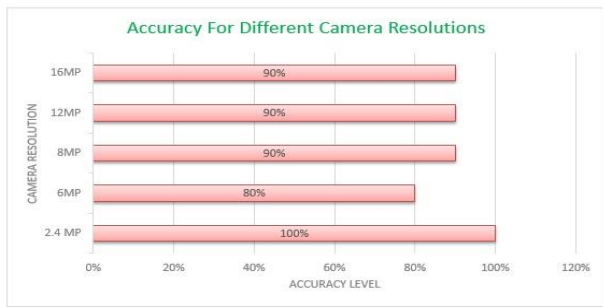 Accuracy For Different Camera Resolutions
CAMERA RESOLUTION
16MP 90%
12MP 90%
8MP 90%
6MP 80%
2.4 MP 100%
0% 20% 40% 60% 80% 100% 120%
ACCURACY LEVEL